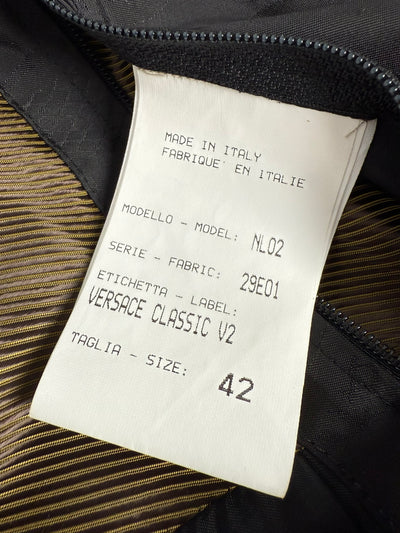 MADE IN ITALY
FABRIQUE' EN ITALIE
MODELLO - MODEL: NL02
SERIE - FABRIC: 29E01
ETICHETTA - LABEL:
VERSACE CLASSIC V2
TAGLIA - SIZE: 42